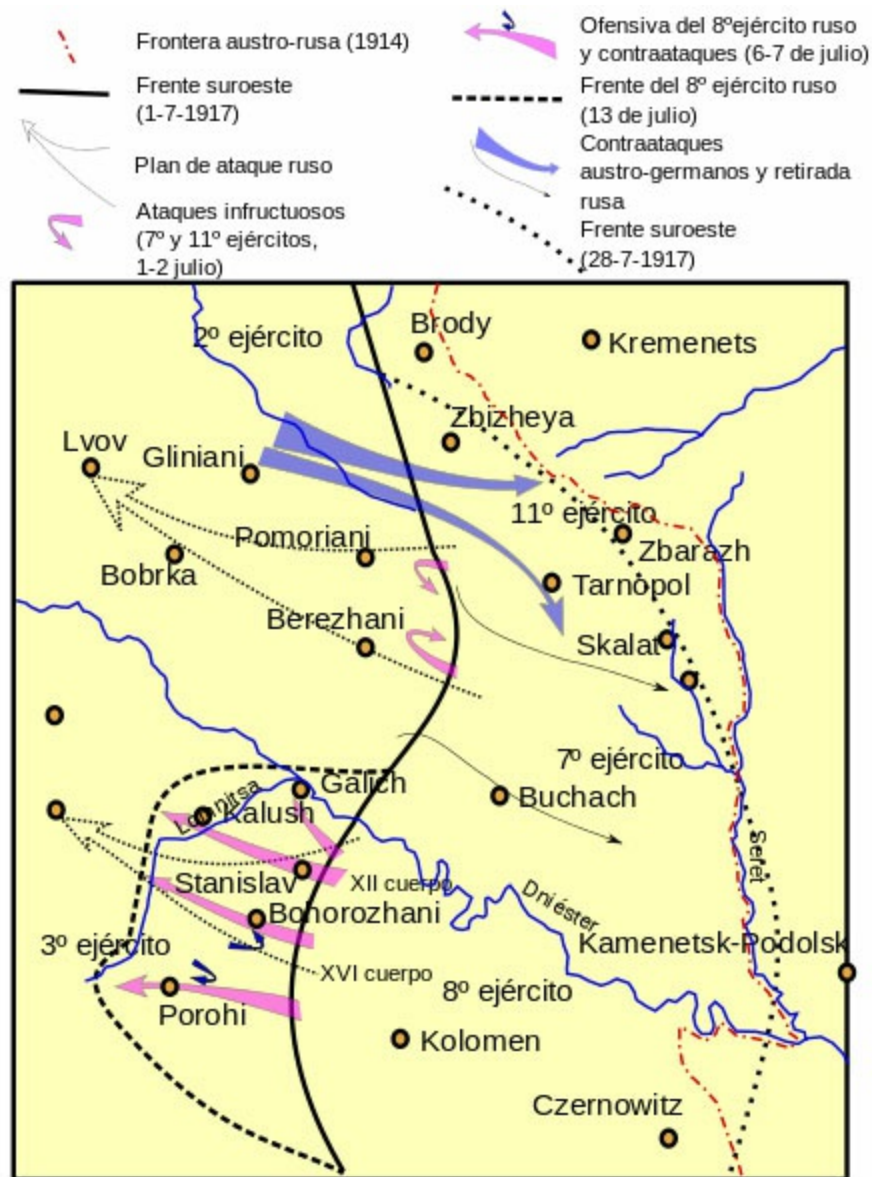 Frontera austro-rusa (1914)
Frente suroeste
(1-7-1917)
Plan de ataque ruso
Ataques infructuosos
(7º y 11º ejércitos,
1-2 julio)
Ofensiva del 8ºejército ruso
y contraataques (6-7 de julio)
Frente del 8º ejército ruso
(13 de julio)
Contraataques
austro-germanos y retirada
rusa
Frente suroeste
(28-7-1917)
2º ejército
Brody
Kremenets
Zbizheya
Lvov
Gliniani
11º ejército
Pomoriani
Zbarazh
Bobrka
Tarnopol
Berezhani
Skalat
7º ejército
Galich
Lomnitsa
Kalush
Buchach
Seret
Stanislav
XII cuerpo
Bohorozhani
Dniéster
3º ejército
Kamenetsk-Podolsk
XVI cuerpo
8º ejército
Porohi
Kolomen
Czernowitz